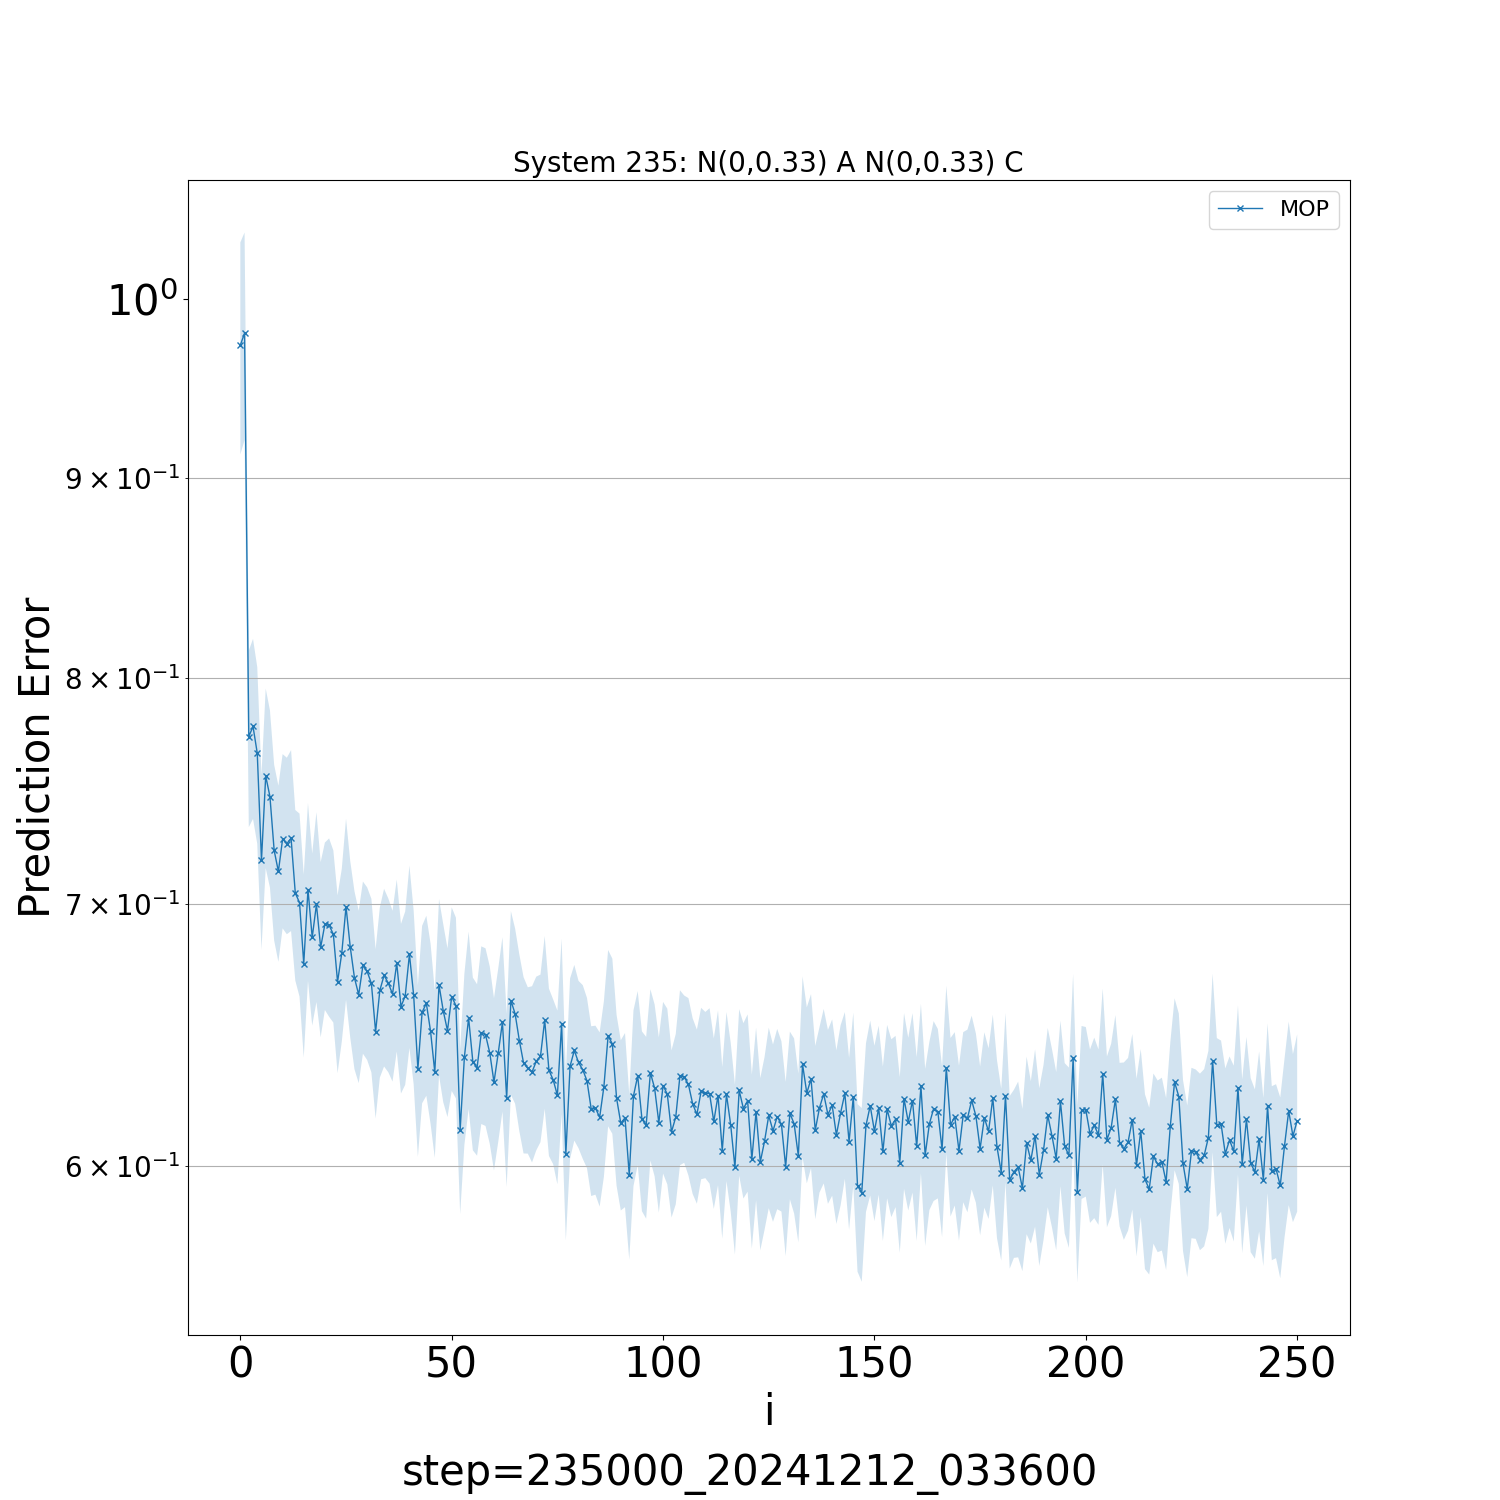 System 235: N(0,0.33) A N(0,0.33) C
MOP
Prediction Error
10⁰
9 × 10⁻¹
8 × 10⁻¹
7 × 10⁻¹
6 × 10⁻¹
0 50 100 150 200 250
i
step=235000_20241212_033600